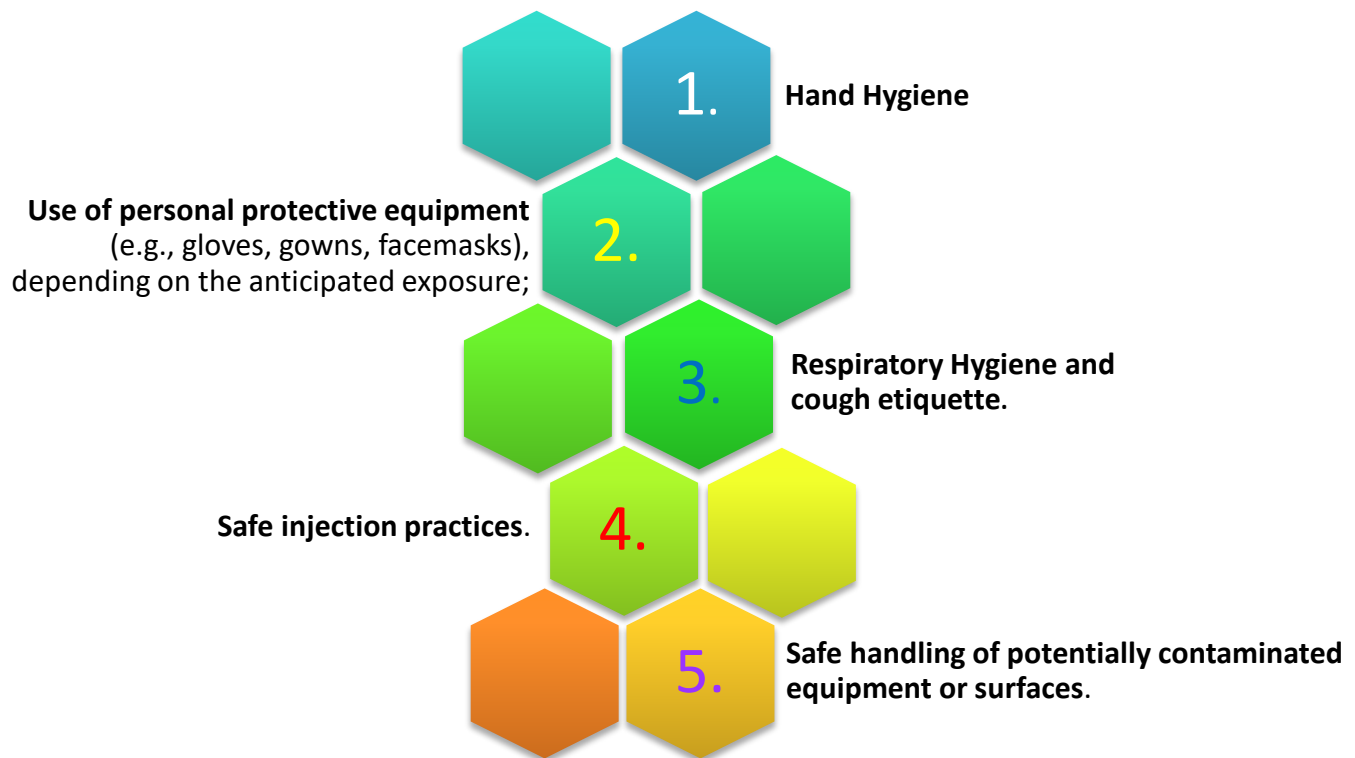 1.
Hand Hygiene
Use of personal protective equipment
(e.g., gloves, gowns, facemasks),
depending on the anticipated exposure;
2.
3.
Respiratory Hygiene and
cough etiquette.
Safe injection practices.
4.
5.
Safe handling of potentially contaminated
equipment or surfaces.